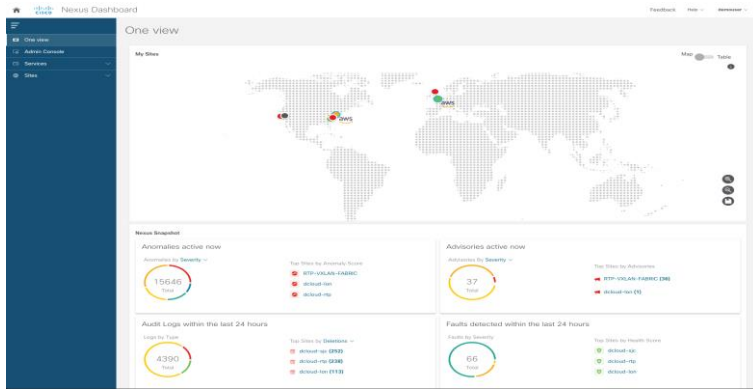 CISCO Nexus Dashboard
Feedback Help
One view
Admin Console
Services
Sites
One view
My Sites
Map Table
aws
aws
Nexus Snapshot
Anomalies active now
Anomalies by Severity
15646
Total
Top Sites by Anomaly Score
RTP-VXLAN-FABRIC
dcloud-lon
dcloud-rtp
Advisories active now
Advisories By Severity
37
Total
Top Sites by Advisories
RTP-VXLAN-FABRIC (36)
dcloud-lon (1)
Audit Logs within the last 24 hours
Logs by Type
4390
Total
Top Sites by Deletions
dcloud-sjc (252)
dcloud-rtp (238)
dcloud-lon (113)
Faults detected within the last 24 hours
Faults by Severity
66
Total
Top Sites by Health Score
dcloud-sjc
dcloud-rtp
dcloud-lon